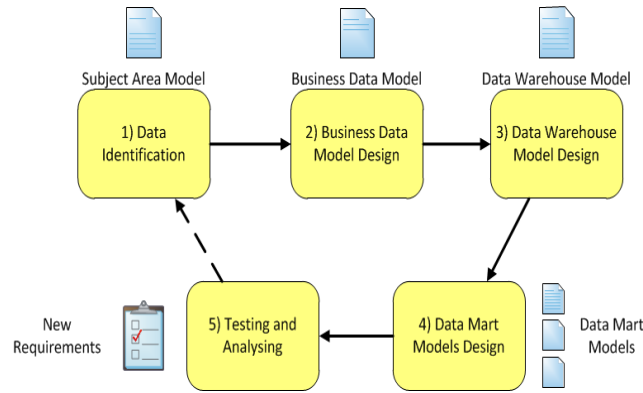 Subject Area Model
Business Data Model
Data Warehouse Model
1) Data
Identification
2) Business Data
Model Design
3) Data Warehouse
Model Design
New
Requirements
5) Testing and
Analysing
4) Data Mart
Models Design
Data Mart
Models